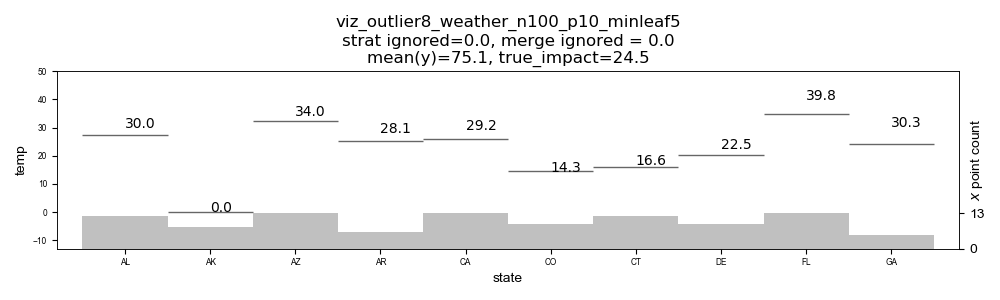 viz_outlier8_weather_n100_p10_minleaf5
strat ignored=0.0, merge ignored = 0.0
mean(y)=75.1, true_impact=24.5
50
40
30
20
10
0
−10
temp
30.0
0.0
34.0
28.1
29.2
14.3
16.6
22.5
39.8
30.3
13
0
x point count
AL
AK
AZ
AR
CA
CO
CT
DE
FL
GA
state